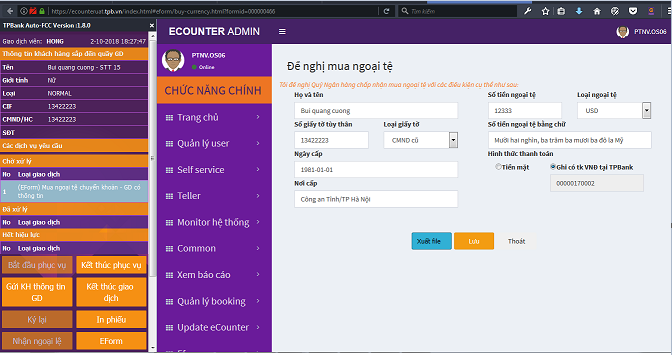 https://ecounteruat.tpb.vn/index.html#eform/buy-currency.html?formid=000000466
Tìm kiếm
TPBank Auto-FCC Version :1.8.0
Giao dịch viên: HONG 2-10-2018 18:27:47
Thông tin khách hàng sắp đến quầy GD
Tên Bui quang cuong - STT 15
Giới tính Nữ
Loại NORMAL
CIF 13422223
CMND/HC 13422223
SĐT
Các dịch vụ yêu cầu
Chờ xử lý
No Loại giao dịch
1 (EForm) Mua ngoại tệ chuyển khoản - GD có thông tin
Đã xử lý
No Loại giao dịch
Hết hiệu lực
No Loại giao dịch
Bắt đầu phục vụ
Kết thúc phục vụ
Gửi KH thông tin GD
Kết thúc giao dịch
Ký lại
In phiếu
Nhận ngoại lệ
EForm
ECOUNTER ADMIN
PTNV.OS06
PTNV.OS06
Online
CHỨC NĂNG CHÍNH
Trang chủ
Quản lý user
Self service
Teller
Monitor hệ thống
Common
Xem báo cáo
Quản lý booking
Update eCounter
Đề nghị mua ngoại tệ
Tôi đề nghị Quý Ngân hàng chấp nhận mua ngoại tệ với các điều kiện cụ thể như sau:
Họ và tên
Bui quang cuong
Số tiền ngoại tệ
12333
Loại ngoại tệ
USD
Số giấy tờ tùy thân
13422223
Loại giấy tờ
CMND cũ
Số tiền ngoại tệ bằng chữ
Mười hai nghìn, ba trăm ba mươi ba đô la Mỹ
Ngày cấp
1981-01-01
Hình thức thanh toán
Tiền mặt
Ghi có tk VNĐ tại TPBank
00000170002
Nơi cấp
Công an Tỉnh/TP Hà Nội
Xuất file
Lưu
Thoát